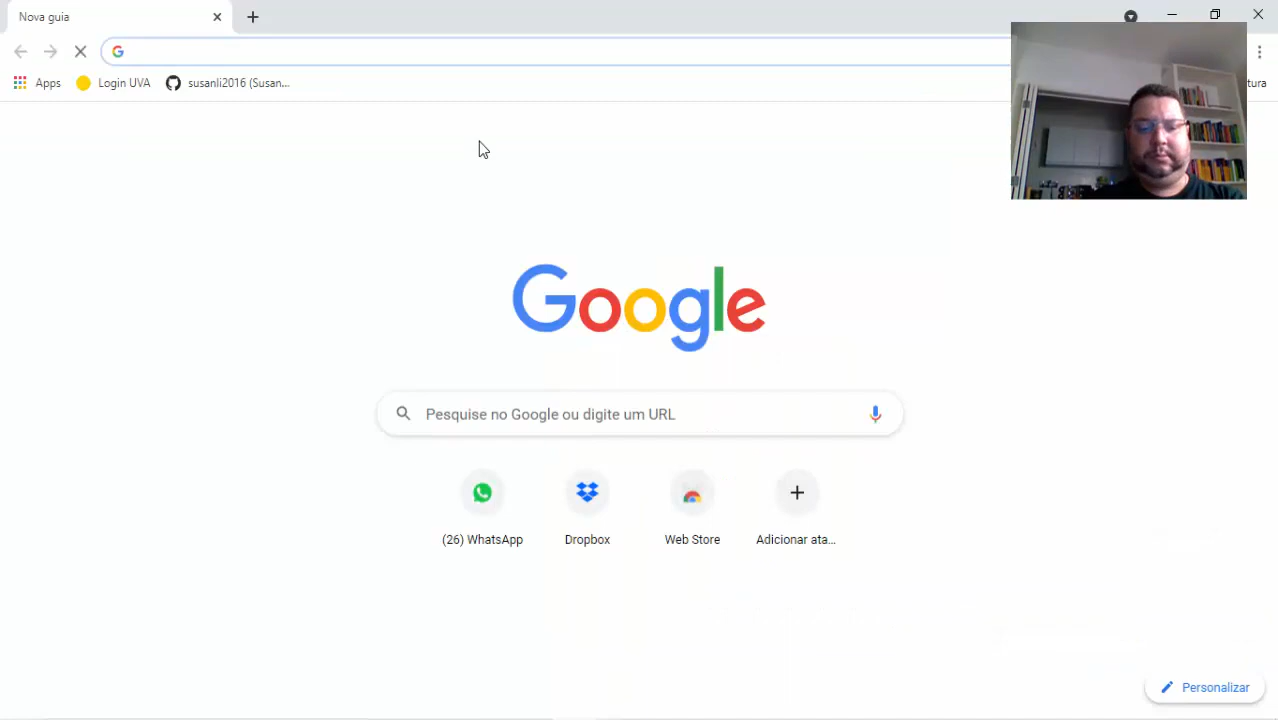 Nova guia
Apps
Login UVA
susanli2016 (Susan...
tura
Google
Pesquise no Google ou digite um URL
(26) WhatsApp
Dropbox
Web Store
Adicionar ata...
Personalizar